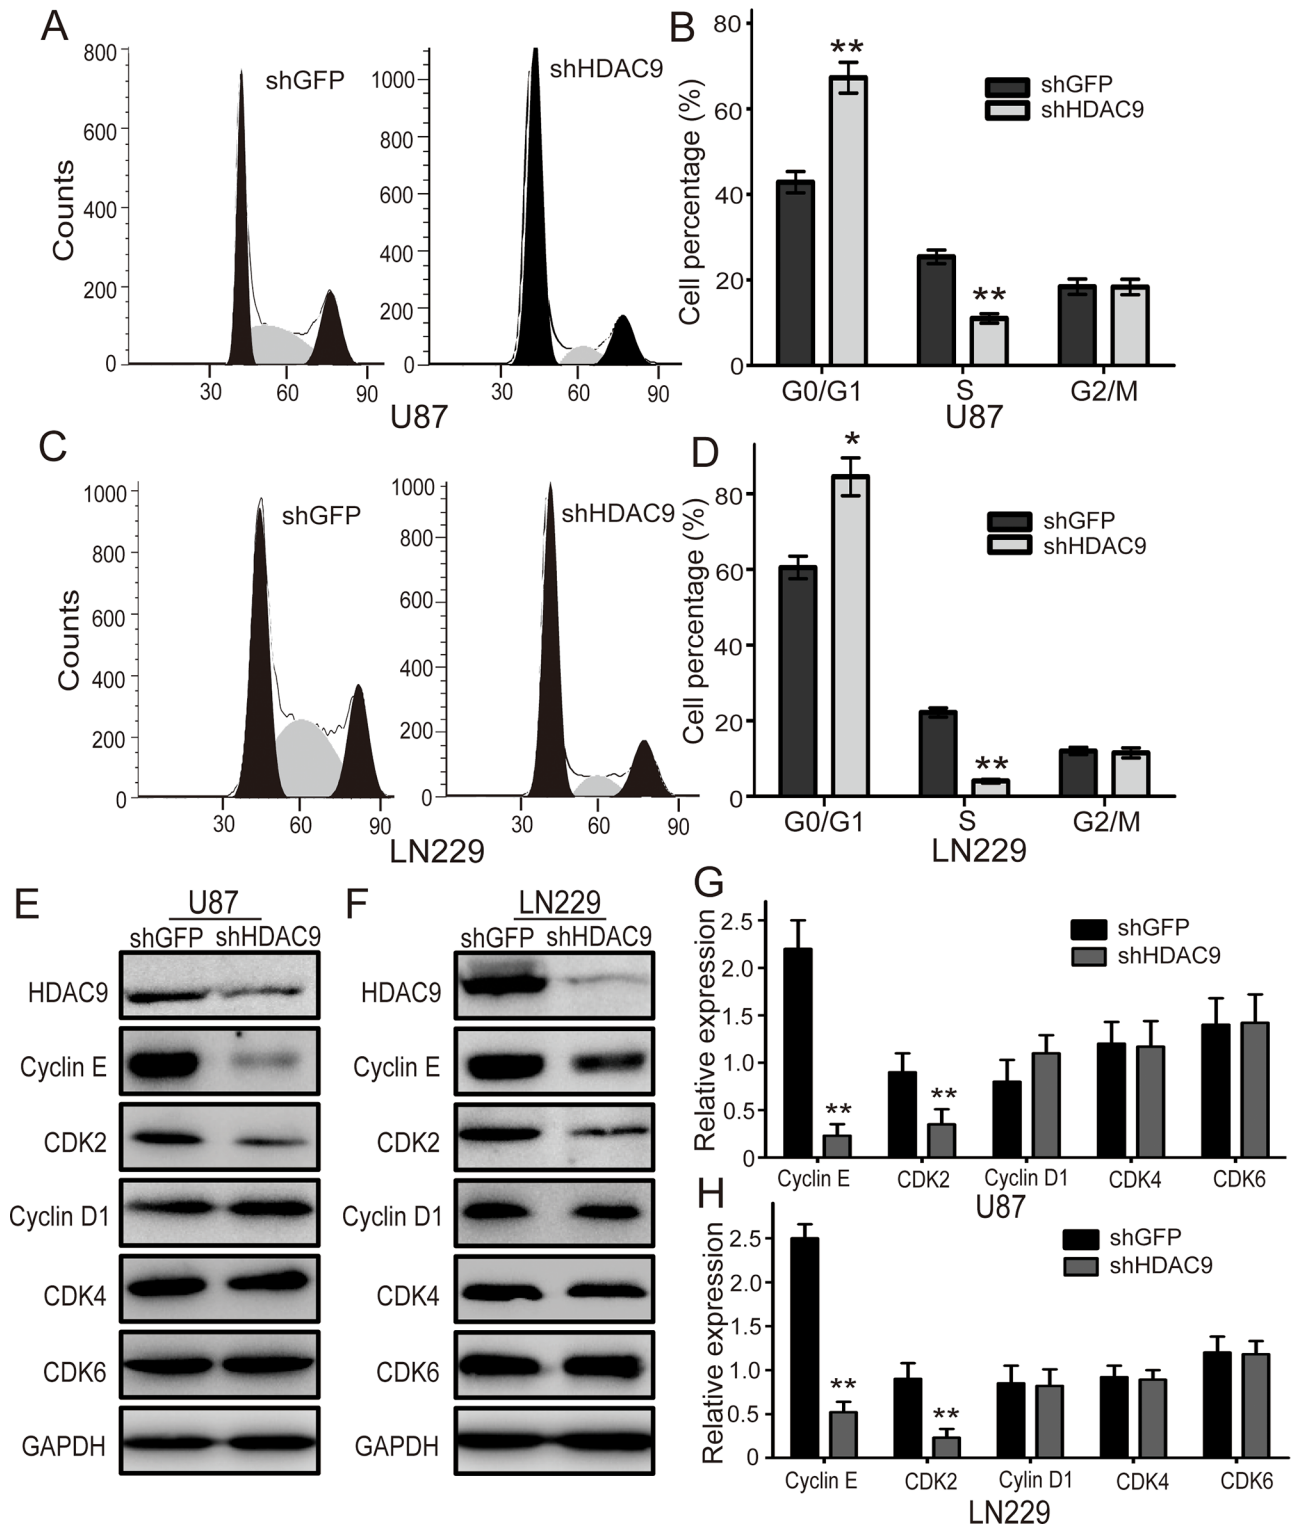 A
800
600
400
200
0
Counts
shGFP
30
60
90
1000
800
600
400
200
0
shHDAC9
30
60
90
U87
B
80
60
40
20
0
Cell percentage (%)
**
**
shGFP
shHDAC9
G0/G1
S
G2/M
U87
C
1000
800
600
400
200
0
Counts
shGFP
30
60
90
1000
800
600
400
200
0
shHDAC9
30
60
90
LN229
D
80
60
40
20
0
Cell percentage (%)
*
**
shGFP
shHDAC9
G0/G1
S
G2/M
LN229
E
U87
shGFP shHDAC9
HDAC9
Cyclin E
CDK2
Cyclin D1
CDK4
CDK6
GAPDH
F
LN229
shGFP shHDAC9
HDAC9
Cyclin E
CDK2
Cyclin D1
CDK4
CDK6
GAPDH
G
2.5
2.0
1.5
1.0
0.5
0
Relative expression
**
**
shGFP
shHDAC9
Cyclin E
CDK2
Cyclin D1
CDK4
CDK6
U87
H
2.5
2.0
1.5
1.0
0.5
0
Relative expression
**
**
shGFP
shHDAC9
Cyclin E
CDK2
Cylin D1
CDK4
CDK6
LN229